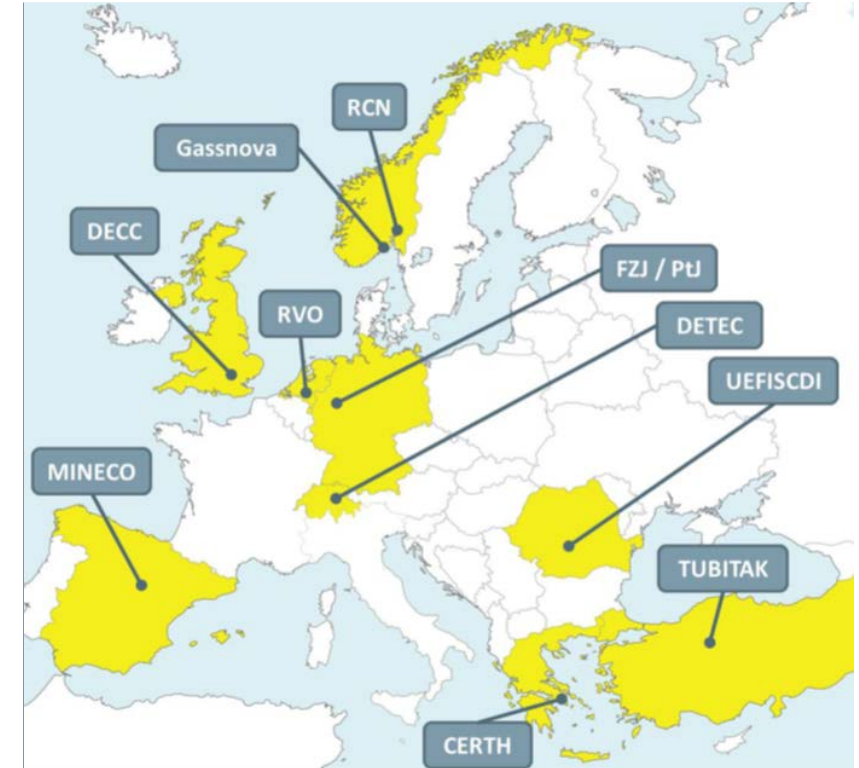 RCN
Gassnova
DECC
FZJ / PtJ
RVO
DETEC
UEFISCDI
MINECO
TUBITAK
CERTH